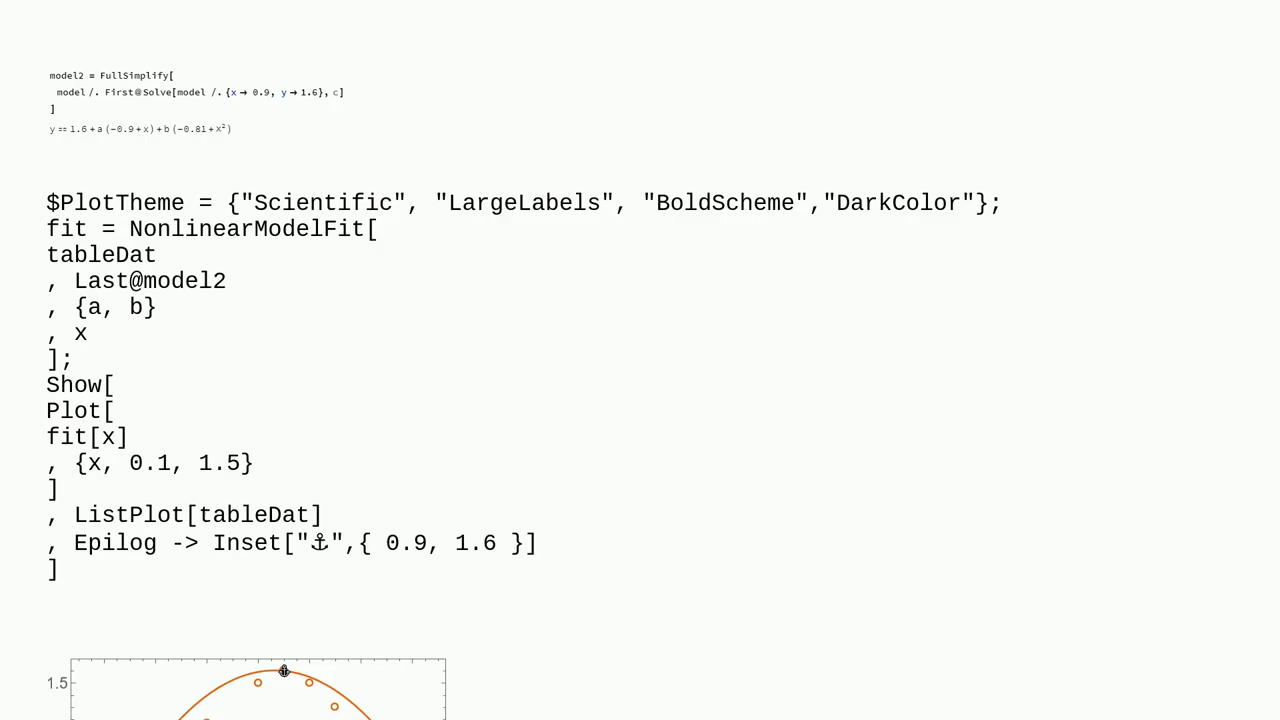 model2 = FullSimplify[
model /. First@Solve[model /. {x → 0.9, y → 1.6}, c]
]
y == 1.6 + a (-0.9 + x) + b (-0.81 + x²)
$PlotTheme = {"Scientific", "LargeLabels", "BoldScheme","DarkColor"};
fit = NonlinearModelFit[
tableDat
, Last@model2
, {a, b}
, x
];
Show[
Plot[
fit[x]
, {x, 0.1, 1.5}
]
, ListPlot[tableDat]
, Epilog -> Inset["⚓",{ 0.9, 1.6 }]
]
1.5